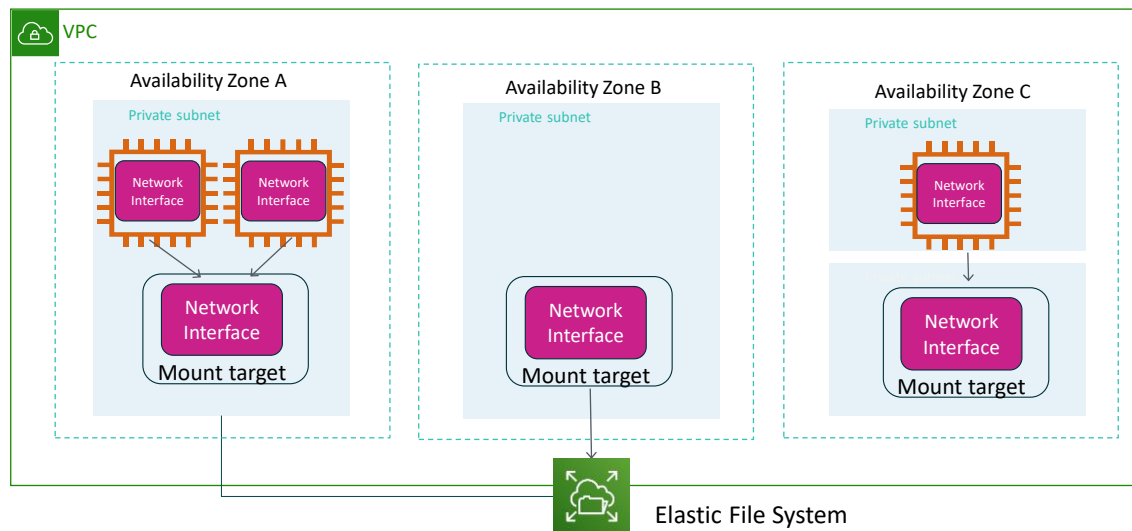 VPC
Availability Zone A
Private subnet
Network
Interface
Network
Interface
Network
Interface
Mount target
Availability Zone B
Private subnet
Network
Interface
Mount target
Availability Zone C
Private subnet
Network
Interface
Network
Interface
Mount target
Elastic File System